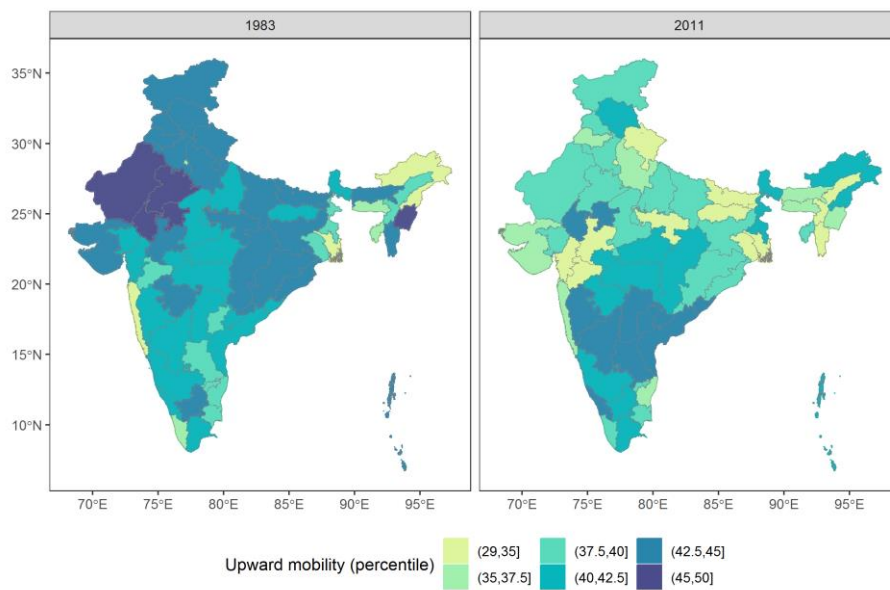 1983 2011
35°N
30°N
25°N
20°N
15°N
10°N
70°E 75°E 80°E 85°E 90°E 95°E 70°E 75°E 80°E 85°E 90°E 95°E
Upward mobility (percentile)
(29,35] (37.5,40] (42.5,45]
(35,37.5] (40,42.5] (45,50]